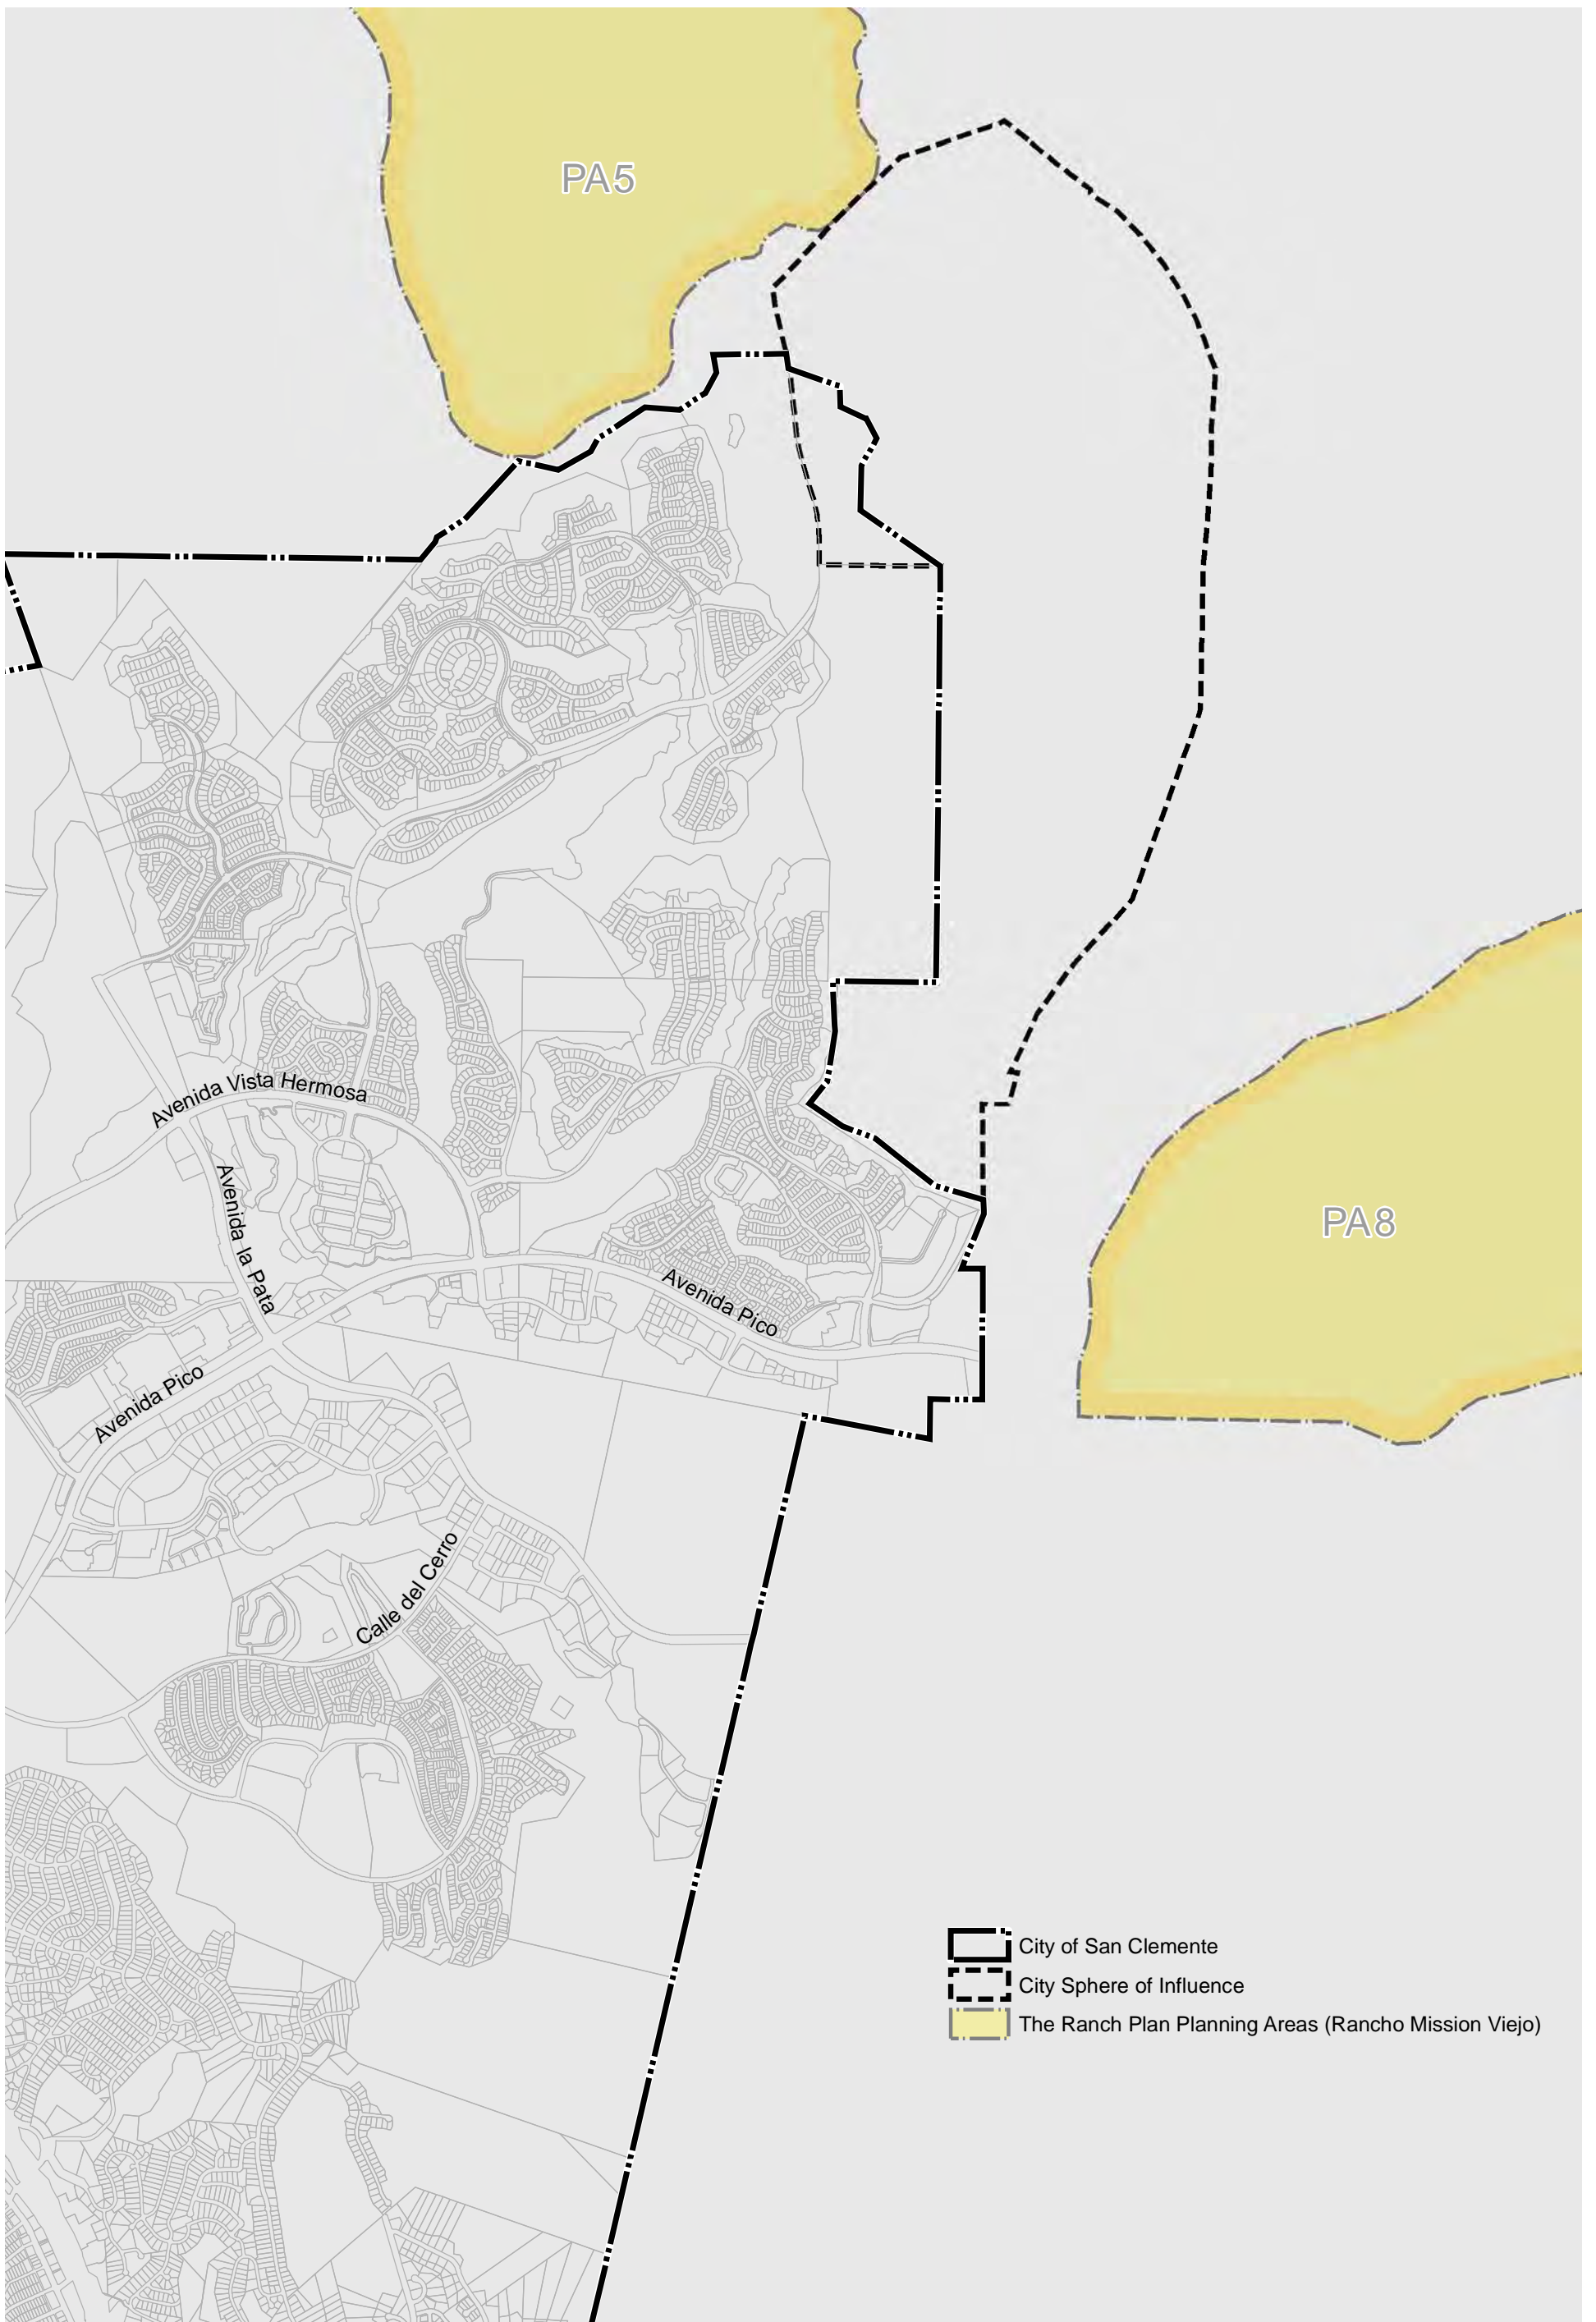 PA5
Avenida Vista Hermosa
Avenida la Pata
PA8
Avenida Pico
Avenida Pico
Calle del Cerro
City of San Clemente
City Sphere of Influence
The Ranch Plan Planning Areas (Rancho Mission Viejo)